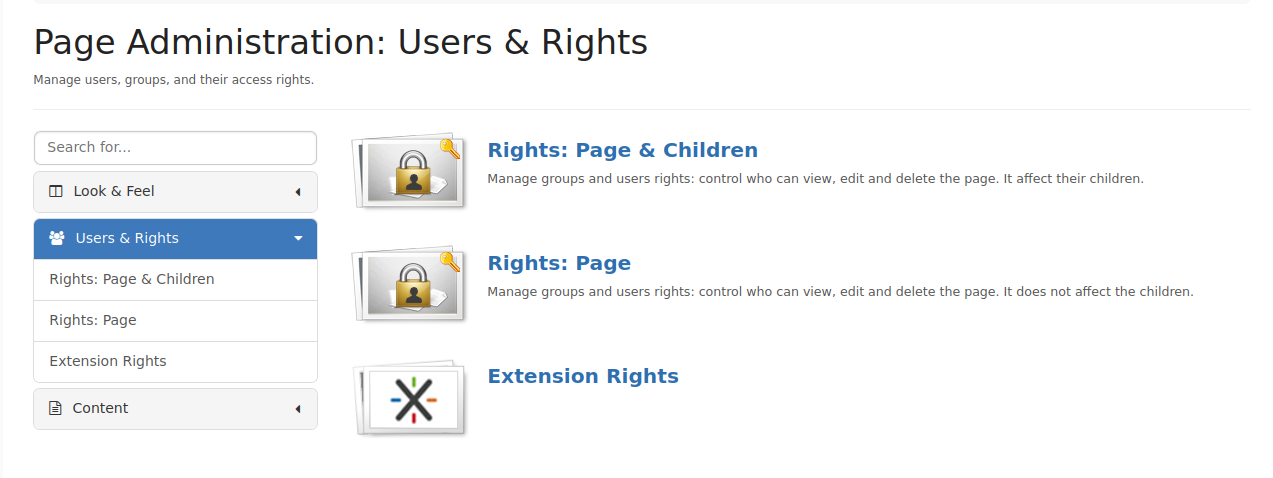 Page Administration: Users & Rights
Manage users, groups, and their access rights.
Search for...
Look & Feel
Users & Rights
Rights: Page & Children
Rights: Page
Extension Rights
Content
Rights: Page & Children
Manage groups and users rights: control who can view, edit and delete the page. It affect their children.
Rights: Page
Manage groups and users rights: control who can view, edit and delete the page. It does not affect the children.
Extension Rights